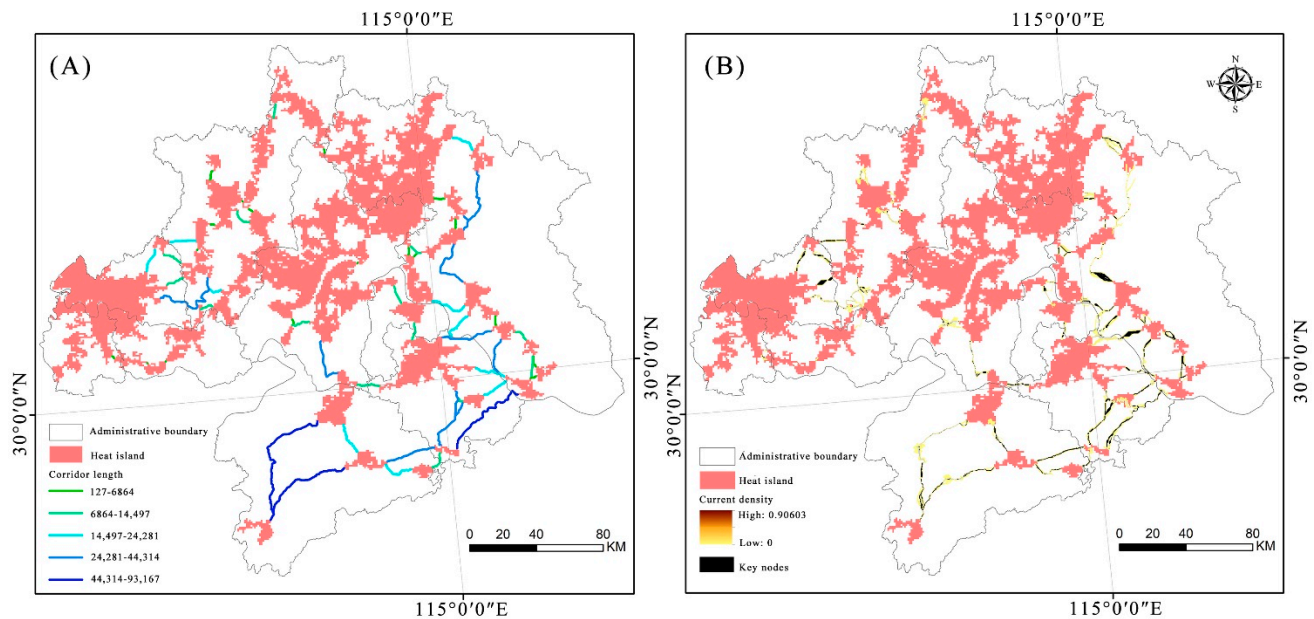 115°0′0″E
115°0′0″E
(A)
(B)
N
W E
S
30°0′0″N
30°0′0″N
30°0′0″N
30°0′0″N
Administrative boundary
Heat island
Corridor length
127-6864
6864-14,497
14,497-24,281
24,281-44,314
44,314-93,167
0 20 40 80
KM
115°0′0″E
Administrative boundary
Heat island
Current density
High: 0.90603
Low: 0
Key nodes
0 20 40 80
KM
115°0′0″E